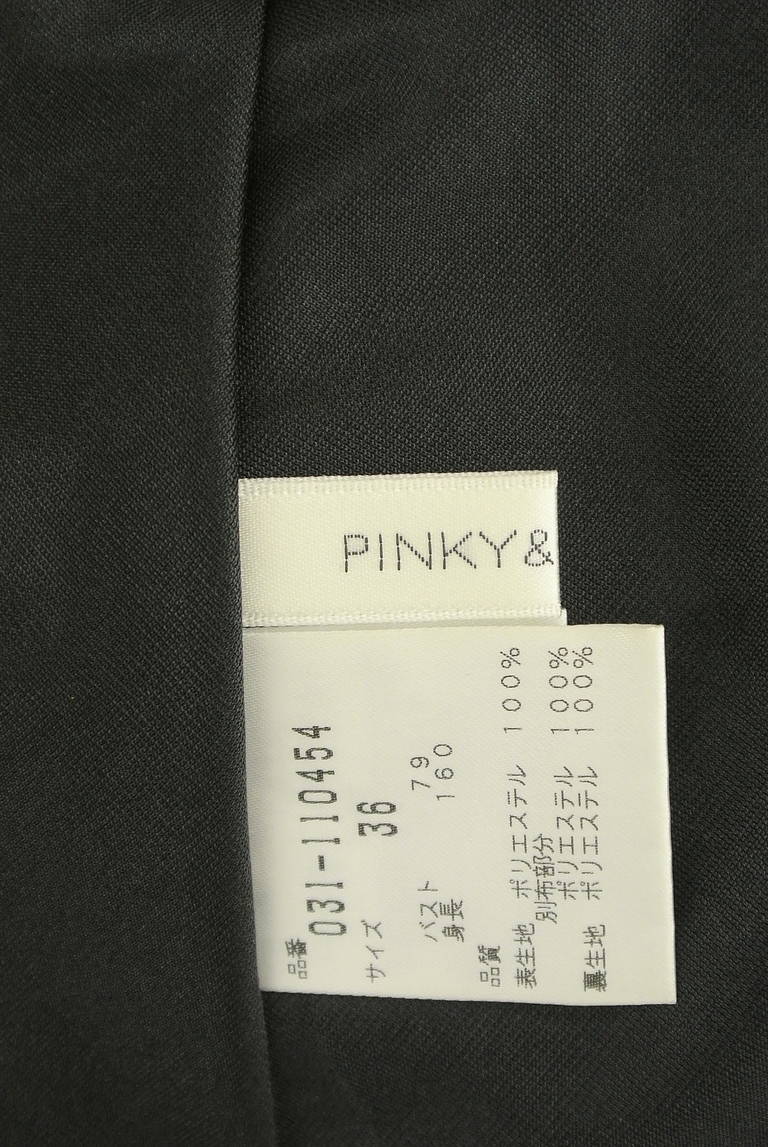 PINKY&
品番
031-110454
サイズ 36
バスト 79
身長 160
品質
表生地 ポリエステル 100%
別布部分
ポリエステル 100%
裏生地 ポリエステル 100%